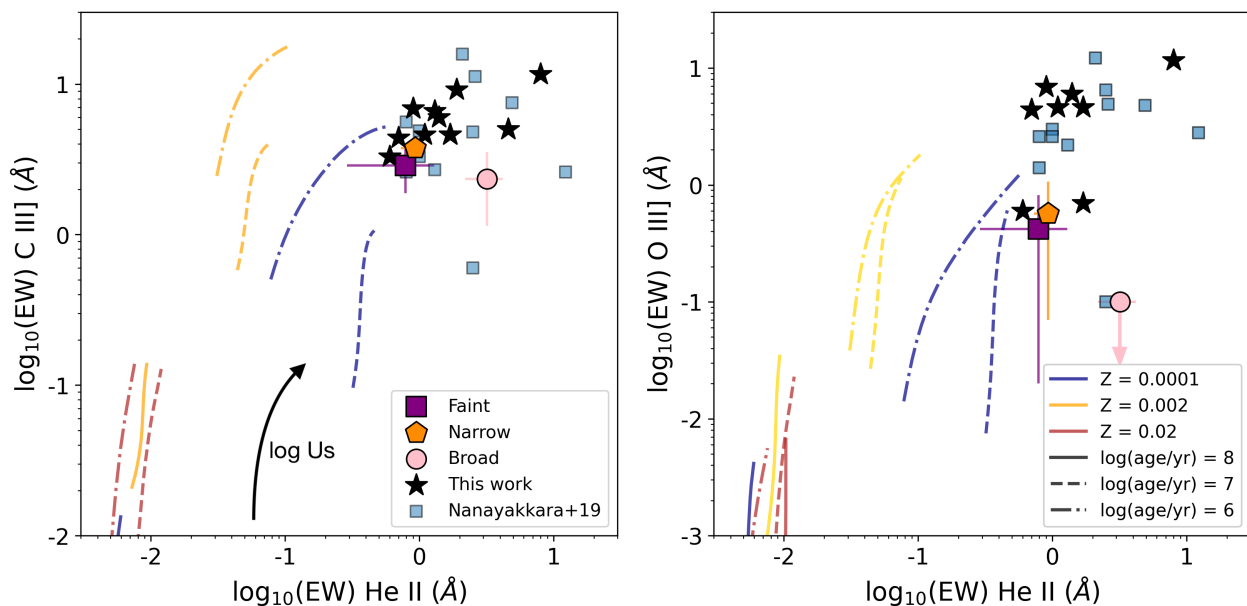 log₁₀(EW) C III] (Å)
1
0
-1
-2
log Us
Faint
Narrow
Broad
This work
Nanayakkara+19
-2
-1
0
1
log₁₀(EW) He II (Å)
log₁₀(EW) O III] (Å)
1
0
-1
-2
-3
Z = 0.0001
Z = 0.002
Z = 0.02
log(age/yr) = 8
log(age/yr) = 7
log(age/yr) = 6
-2
-1
0
1
log₁₀(EW) He II (Å)